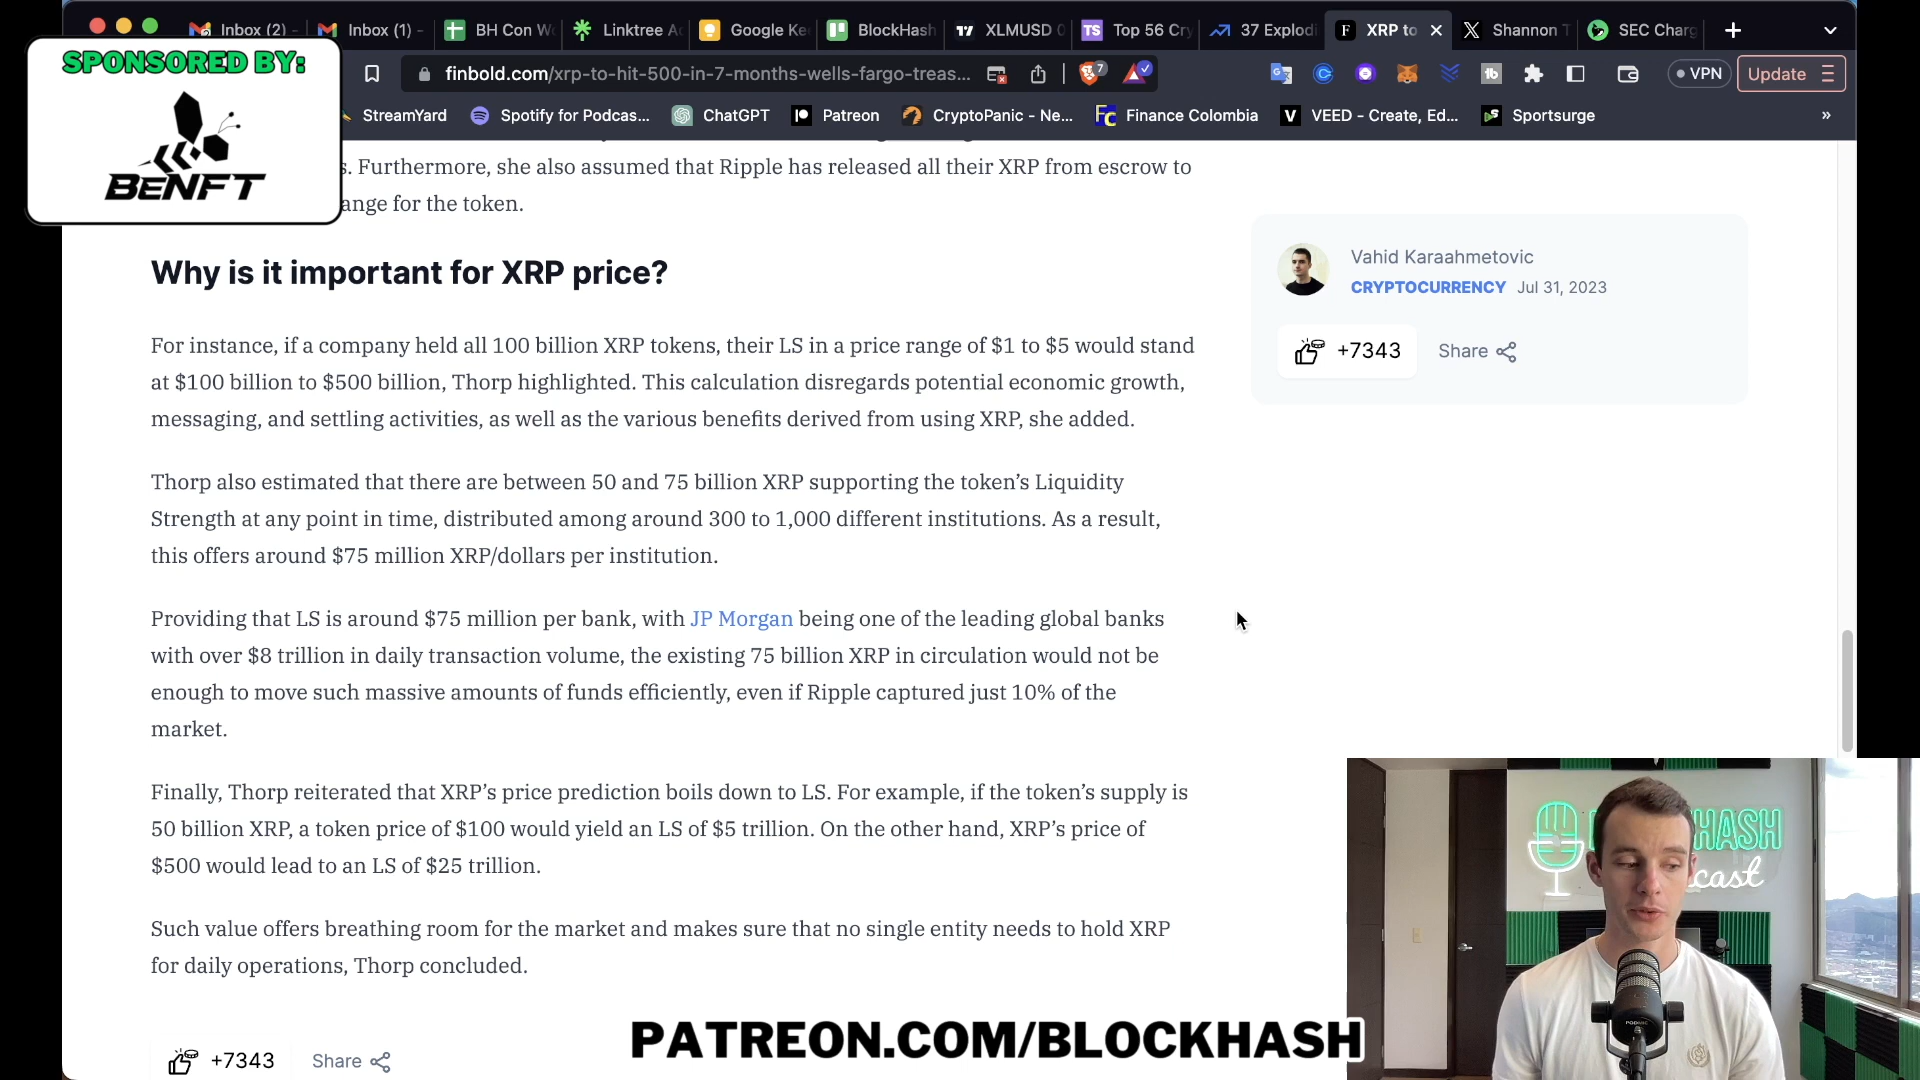 Inbox (2) -
Inbox (1) -
BH Con Wo
Linktree Ad
Google Kee
BlockHash
XLMUSD 0
TS Top 56 Cry
37 Explodi
F XRP to
Shannon T
SEC Charg
SPONSORED BY:
BENFT
finbold.com/xrp-to-hit-500-in-7-months-wells-fargo-treas...
7
VPN
Update
StreamYard
Spotify for Podcas...
ChatGPT
Patreon
CryptoPanic - Ne...
Finance Colombia
VEED - Create, Ed...
Sportsurge
»
s. Furthermore, she also assumed that Ripple has released all their XRP from escrow to
ange for the token.
Why is it important for XRP price?
For instance, if a company held all 100 billion XRP tokens, their LS in a price range of $1 to $5 would stand
at $100 billion to $500 billion, Thorp highlighted. This calculation disregards potential economic growth,
messaging, and settling activities, as well as the various benefits derived from using XRP, she added.
Thorp also estimated that there are between 50 and 75 billion XRP supporting the token’s Liquidity
Strength at any point in time, distributed among around 300 to 1,000 different institutions. As a result,
this offers around $75 million XRP/dollars per institution.
Providing that LS is around $75 million per bank, with JP Morgan being one of the leading global banks
with over $8 trillion in daily transaction volume, the existing 75 billion XRP in circulation would not be
enough to move such massive amounts of funds efficiently, even if Ripple captured just 10% of the
market.
Finally, Thorp reiterated that XRP’s price prediction boils down to LS. For example, if the token’s supply is
50 billion XRP, a token price of $100 would yield an LS of $5 trillion. On the other hand, XRP’s price of
$500 would lead to an LS of $25 trillion.
Such value offers breathing room for the market and makes sure that no single entity needs to hold XRP
for daily operations, Thorp concluded.
+7343
Share
Vahid Karaahmetovic
CRYPTOCURRENCY Jul 31, 2023
+7343
Share
HASH
cast
PATREON.COM/BLOCKHASH